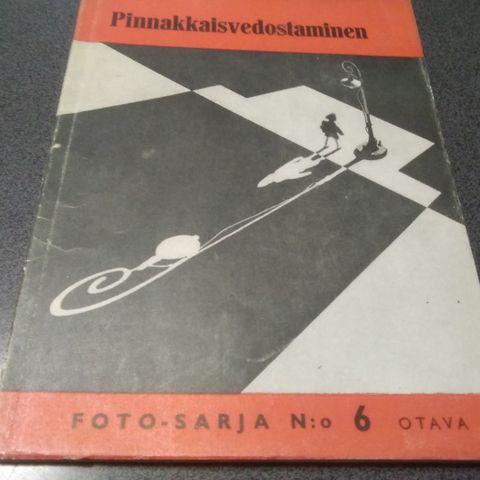 Pinnakkaisvedostaminen
FOTO-SARJA N:o 6 OTAVA